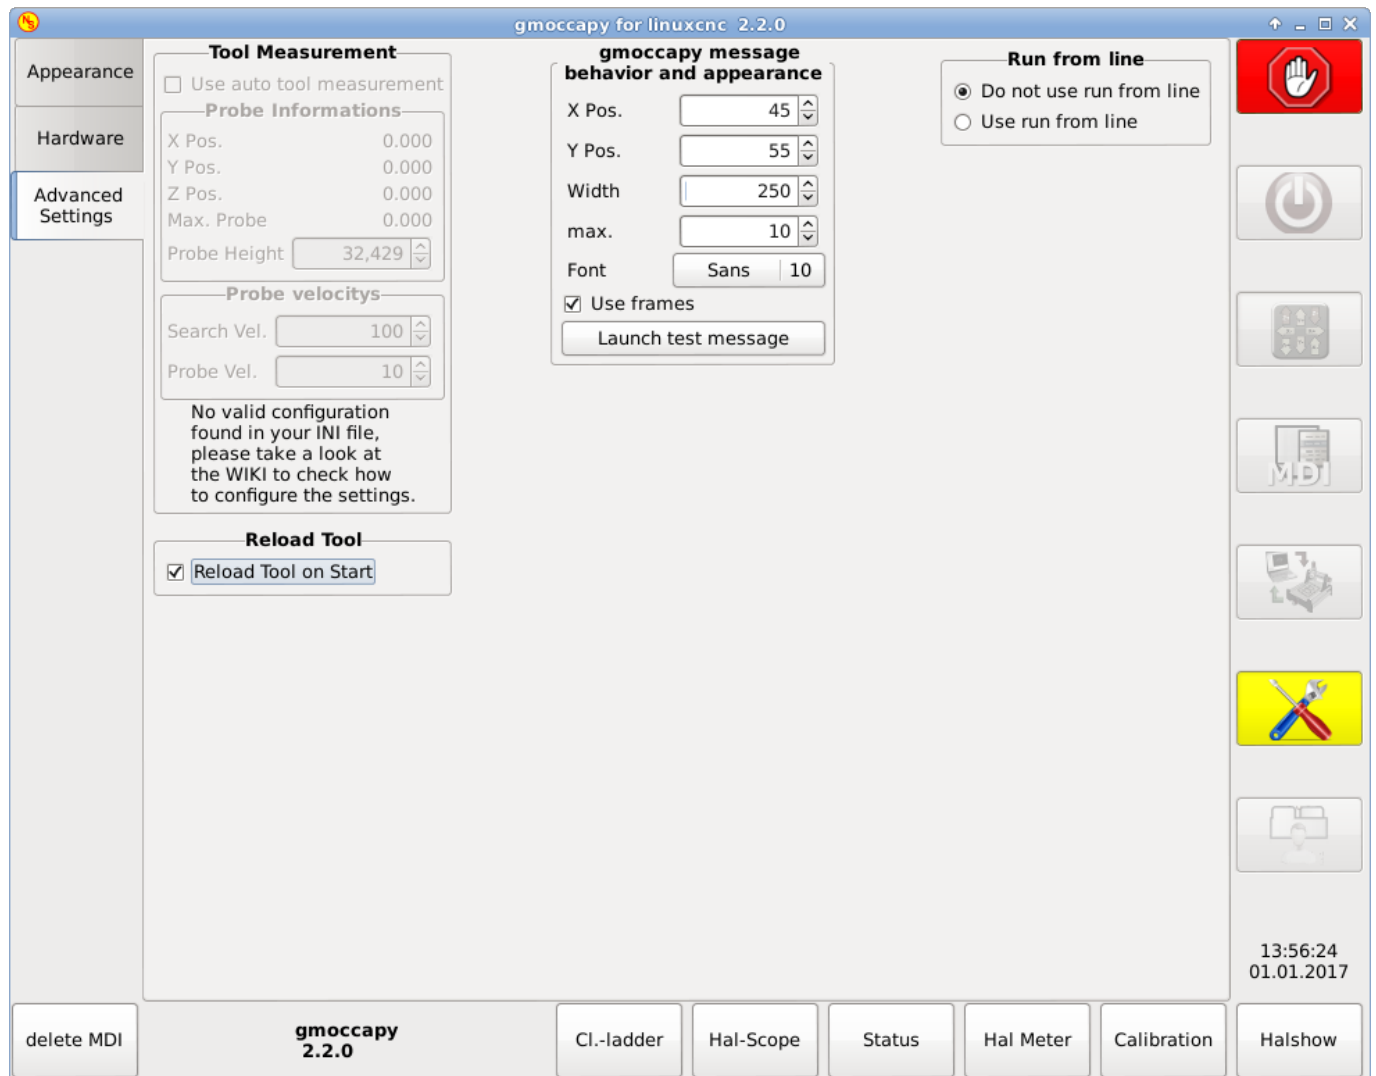 gmoccapy for linuxcnc 2.2.0
Appearance
Hardware
Advanced
Settings
Tool Measurement
Use auto tool measurement
Probe Informations
X Pos. 0.000
Y Pos. 0.000
Z Pos. 0.000
Max. Probe 0.000
Probe Height 32,429
Probe velocitys
Search Vel. 100
Probe Vel. 10
No valid configuration
found in your INI file,
please take a look at
the WIKI to check how
to configure the settings.
Reload Tool
Reload Tool on Start
gmoccapy message
behavior and appearance
X Pos. 45
Y Pos. 55
Width 250
max. 10
Font Sans 10
Use frames
Launch test message
Run from line
Do not use run from line
Use run from line
MDI
13:56:24
01.01.2017
delete MDI
gmoccapy
2.2.0
Cl.-ladder
Hal-Scope
Status
Hal Meter
Calibration
Halshow